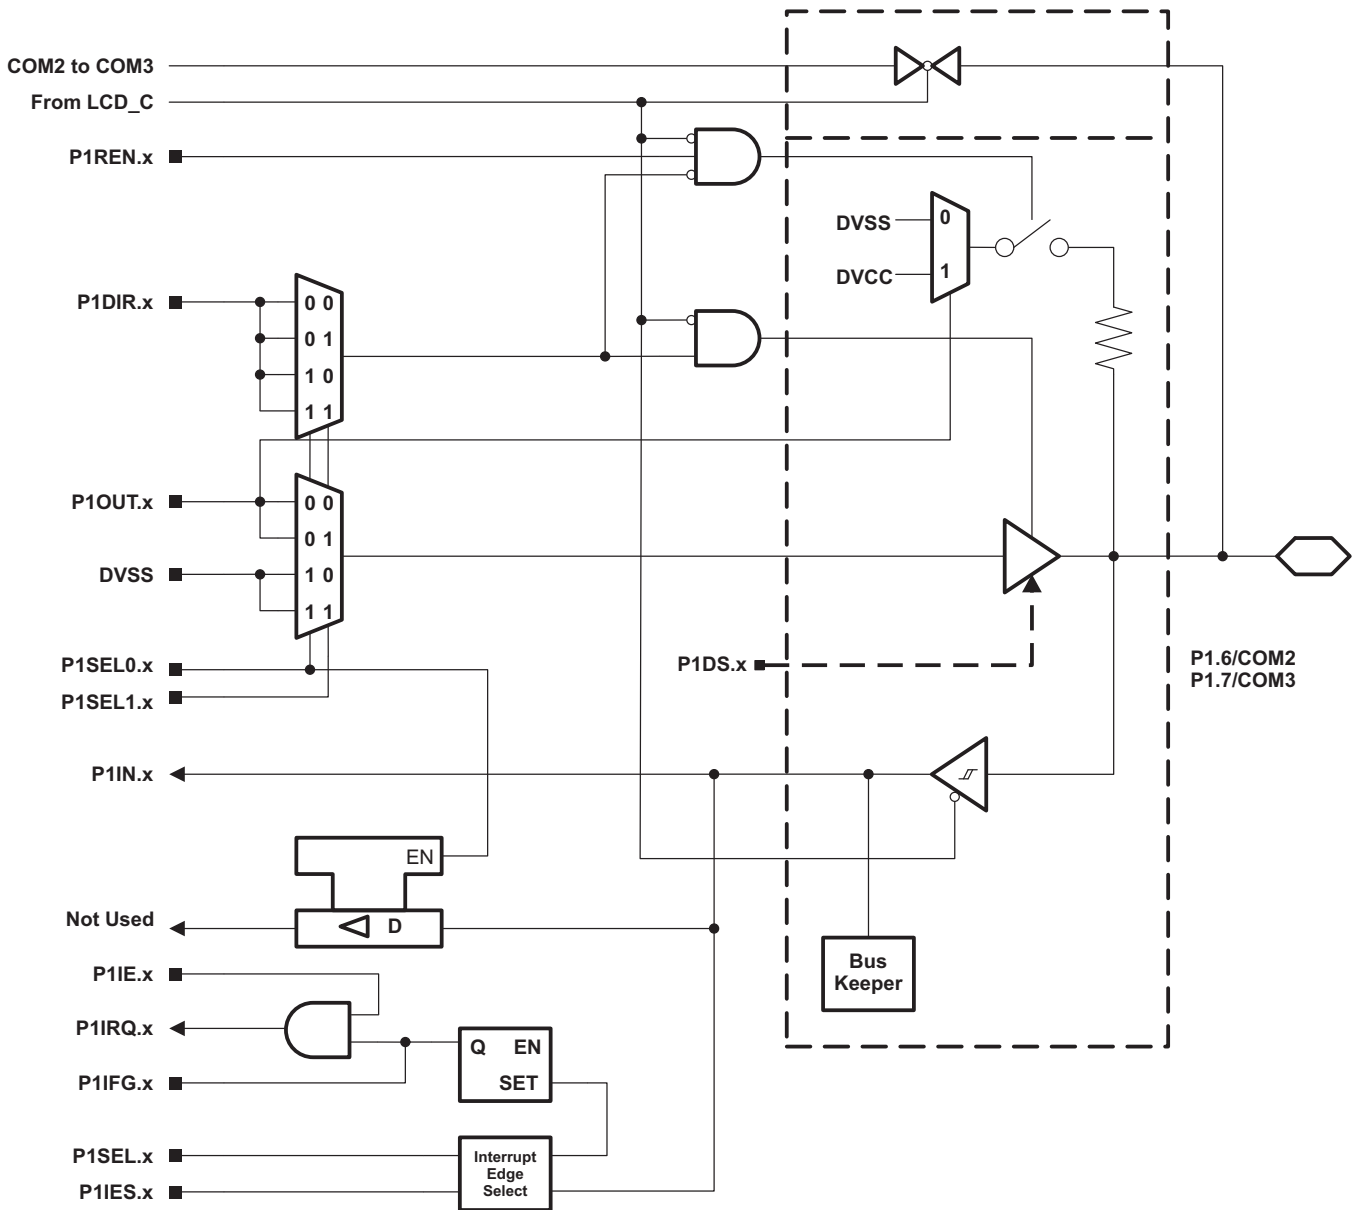 COM2 to COM3
From LCD_C
P1REN.x
DVSS
0
DVCC
1
P1DIR.x
0 0
0 1
1 0
1 1
P1OUT.x
0 0
0 1
DVSS
1 0
1 1
P1SEL0.x
P1SEL1.x
P1DS.x
P1.6/COM2
P1.7/COM3
P1IN.x
EN
Not Used
D
Bus
Keeper
P1IE.x
P1IRQ.x
Q EN
SET
P1IFG.x
P1SEL.x
P1IES.x
Interrupt
Edge
Select